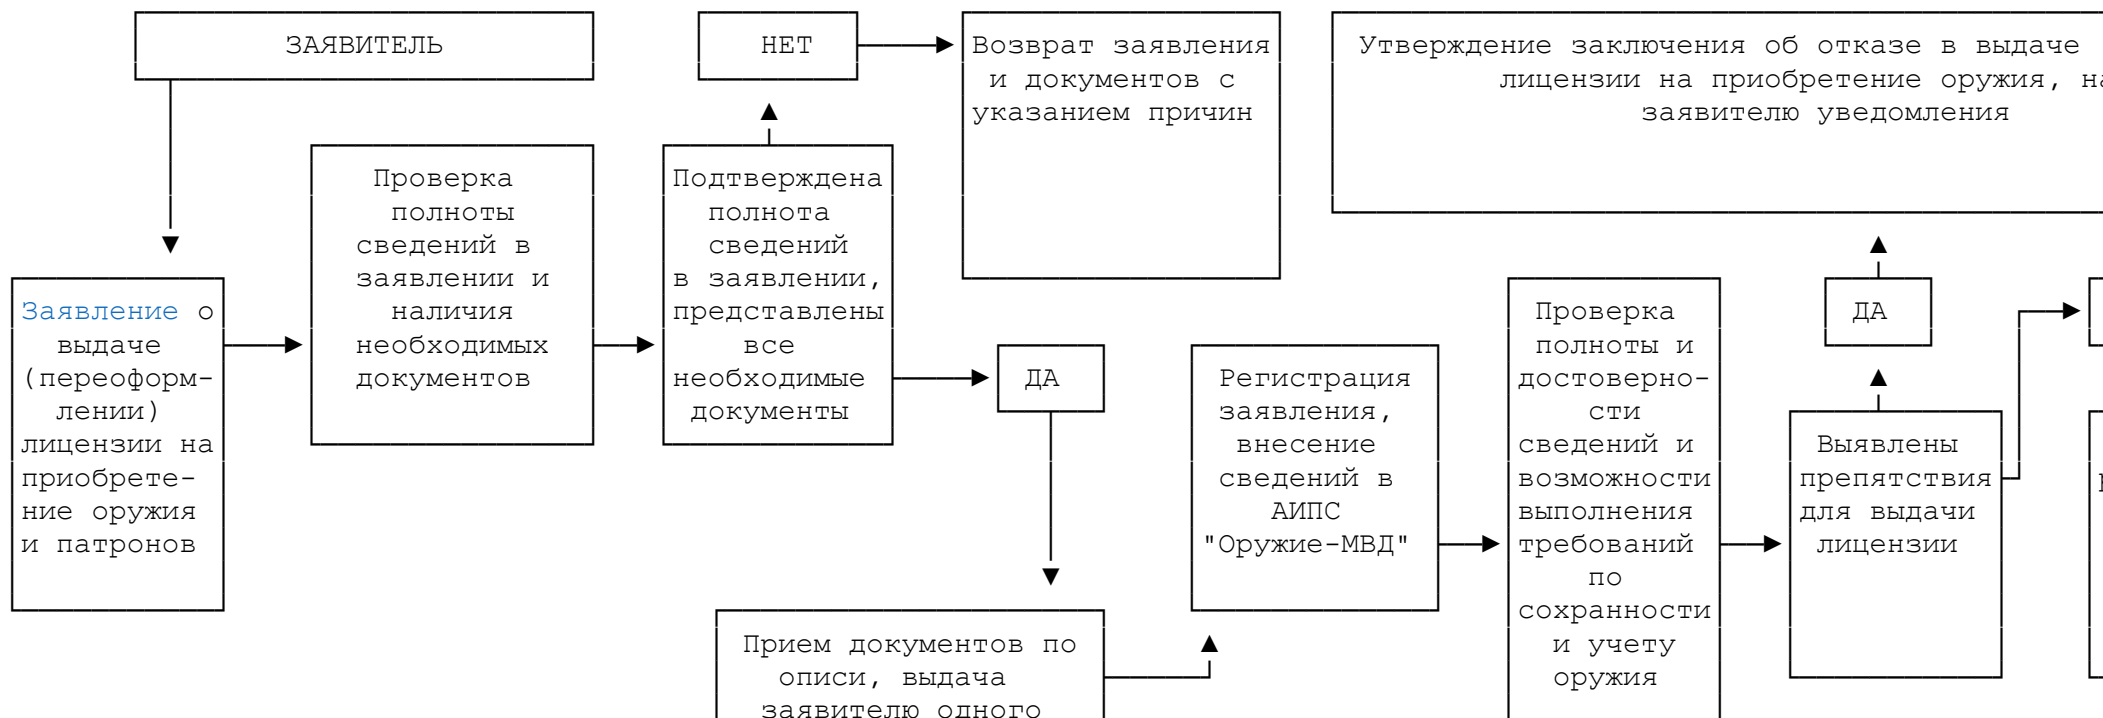 ЗАЯВИТЕЛЬ
НЕТ
Возврат заявления
и документов с
указанием причин
Утверждение заключения об отказе в выдаче
лицензии на приобретение оружия,
заявителю уведомления
Проверка
полноты
сведений в
заявлении и
наличия
необходимых
документов
Подтверждена
полнота
сведений
в заявлении,
представлены
все
необходимые
документы
Заявление о
выдаче
(переоформ-
лении)
лицензии на
приобрете-
ние оружия
и патронов
ДА
Прием документов по
описи, выдача
заявителю одного
Регистрация
заявления,
внесение
сведений в
АИПС
"Оружие-МВД"
Проверка
полноты и
достоверно-
сти
сведений и
возможности
выполнения
требований
по
сохранности
и учету
оружия
ДА
Выявлены
препятствия
для выдачи
лицензии